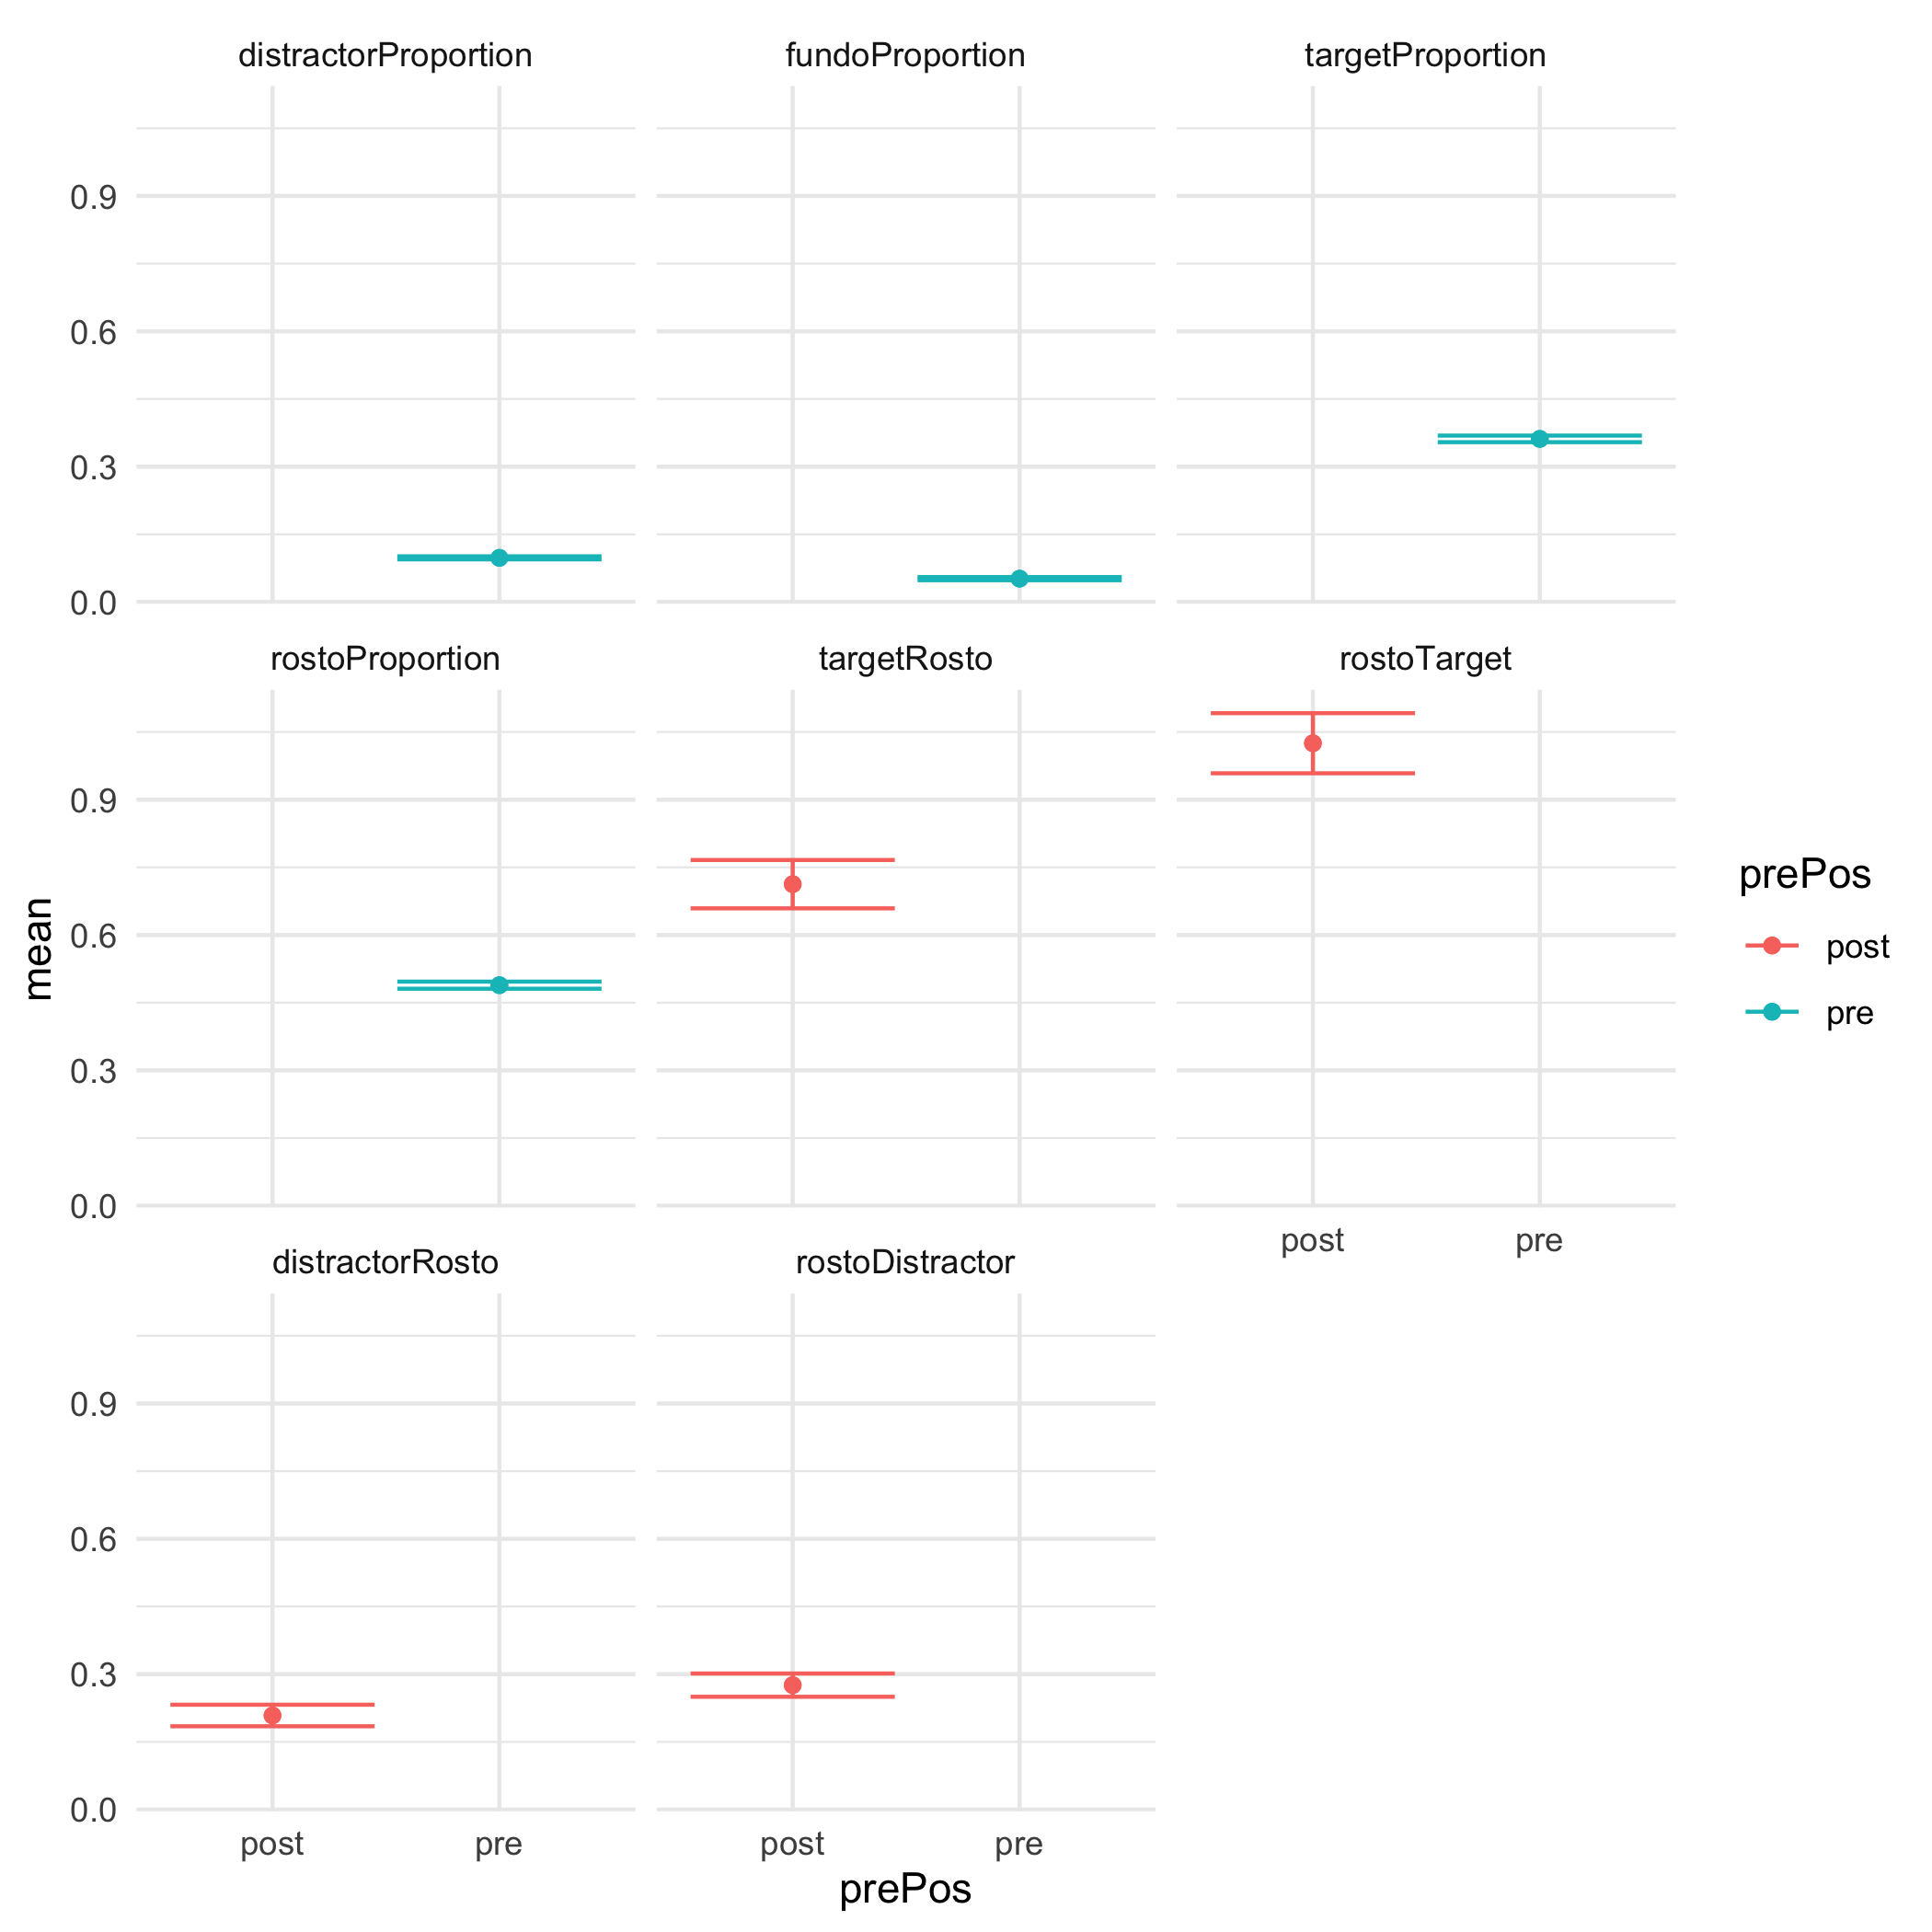 distractorProportion fundoProportion targetProportion
0.9
0.6
0.3
0.0
rostoProportion targetRosto rostoTarget
0.9
0.6
0.3
0.0
post pre
distractorRosto rostoDistractor
0.9
0.6
0.3
0.0
post pre post pre
prePos
mean
prePos
post
pre